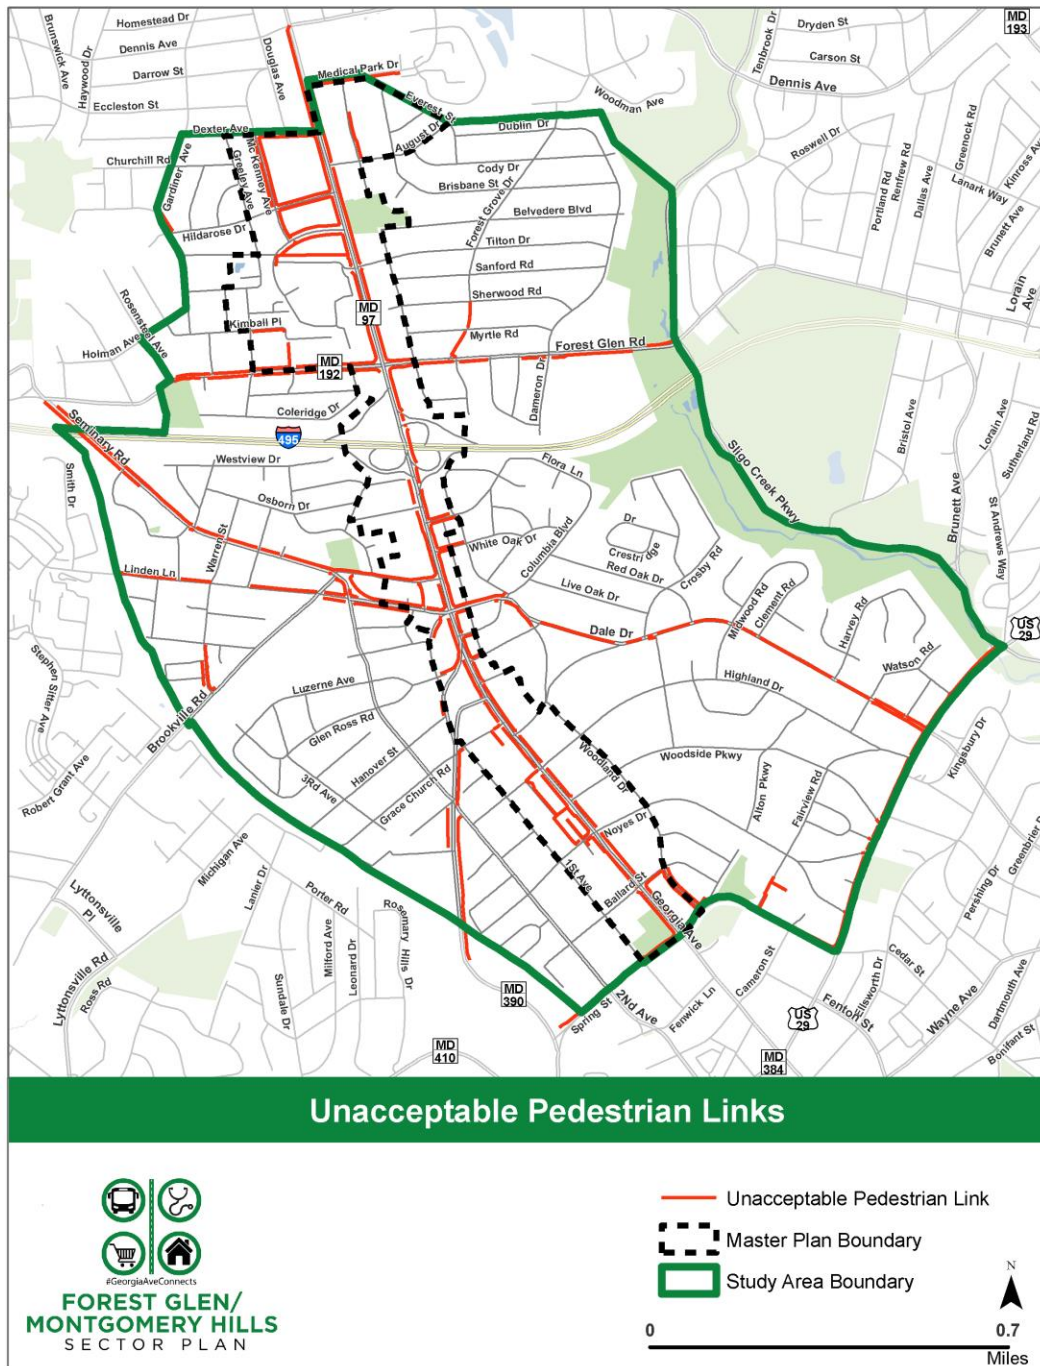 Brunswick Ave
Haywood Dr
Homestead Dr
Dennis Ave
Darrow St
Eccleston St
Douglas Ave
Medical Park Dr
Everest St
August Dr
Dublin Dr
Woodman Ave
Tenbrook Dr
Dryden St
Carson St
Dennis Ave
MD
193
Roswell Dr
Greenock Rd
Kinross Ave
Portland Rd
Renfrew Rd
Dallas Ave
Lanark Way
Brunett Ave
Lorain
Ave
Dexter Ave
Churchill Rd
Gardiner Ave
Greeley Ave
Mc Kenney Ave
Hildarose Dr
Cody Dr
Brisbane St
Forest Grove Dr
Belvedere Blvd
Tilton Dr
Sanford Rd
Sherwood Rd
Myrtle Rd
Forest Glen Rd
Dameron Dr
MD
97
Rosensteel Ave
Holman Ave
Kimball Pl
MD
192
Coleridge Dr
495
Seminary Rd
Smith Dr
Westview Dr
Osborn Dr
Warren St
Linden Ln
Flora Ln
White Oak Dr
Columbia Blvd
Dr
Crestridge
Red Oak Dr
Live Oak Dr
Crosby Rd
Sligo Creek Pkwy
Bristol Ave
Lorain Ave
Sutherland Rd
Brunett Ave
St Andrews Way
US
29
Dale Dr
Midwood Rd
Clement Rd
Harvey Rd
Watson Rd
Highland Dr
Kingsbury Dr
Stephen Sitter Ave
Robert Grant Ave
Brookville Rd
Luzerne Ave
Glen Ross Rd
Hanover St
3Rd Ave
Grace Church Rd
Woodland Dr
Woodside Pkwy
Alton Pkwy
Fairview Rd
Noyes Dr
1St Ave
Ballard St
Georgia Ave
Michigan Ave
Lanier Dr
Porter Rd
Rosemary Hills Dr
Milford Ave
Leonard Dr
Sundale Dr
Lyttonsville
Pl
Lyttonsville Rd
Ross Rd
MD
390
MD
410
Spring St
2Nd Ave
Fenwick Ln
Cameron St
US
29
MD
384
Fenton St
Ellsworth Dr
Cedar St
Wayne Ave
Pershing Dr
Greenbrier Dr
Dartmouth Ave
Bonifant St
Unacceptable Pedestrian Links
#GeorgiaAveConnects
FOREST GLEN/
MONTGOMERY HILLS
SECTOR PLAN
Unacceptable Pedestrian Link
Master Plan Boundary
Study Area Boundary
N
0 0.7
Miles